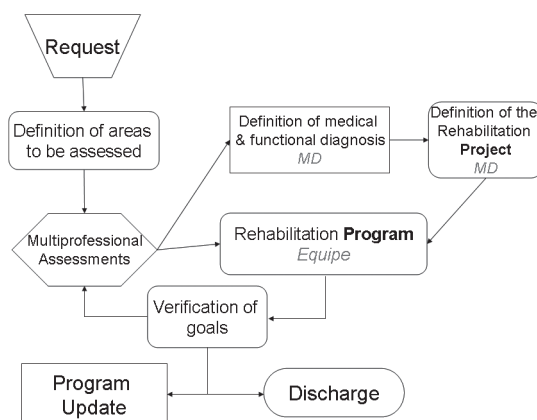 Request
Definition of areas
to be assessed
Definition of medical
& functional diagnosis
MD
Definition of the
Rehabilitation
Project
MD
Multiprofessional
Assessments
Rehabilitation Program
Equipe
Verification of
goals
Program
Update
Discharge